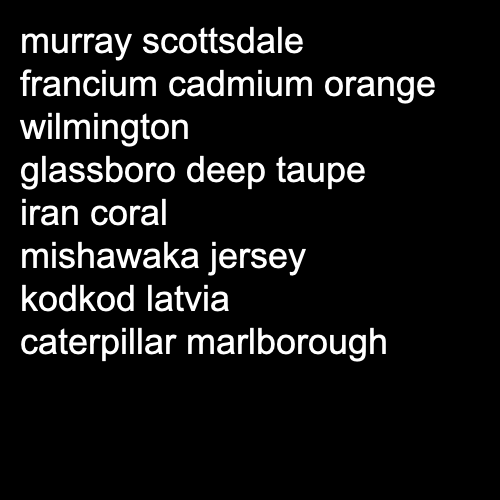 murray scottsdale
francium cadmium orange
wilmington
glassboro deep taupe
iran coral
mishawaka jersey
kodkod latvia
caterpillar marlborough